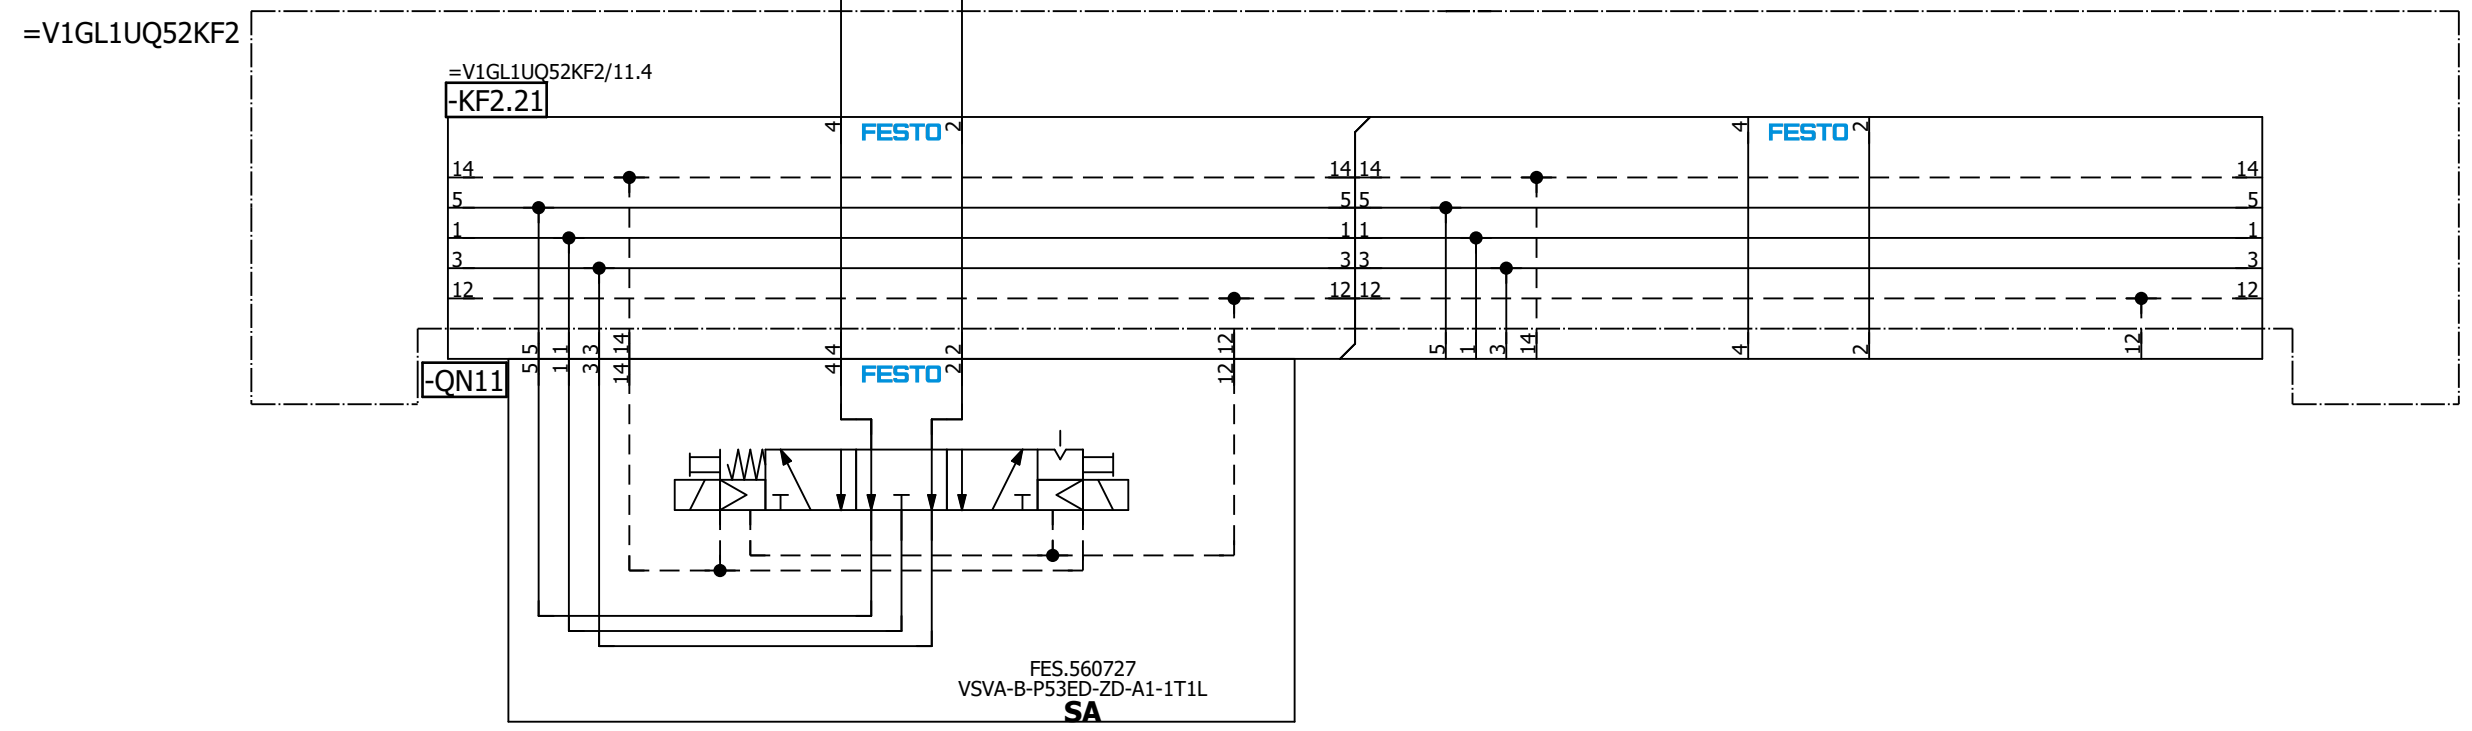 =V1GL1UQ52KF2
=V1GL1UQ52KF2/11.4
-KF2.21
4 FESTO 2 4 FESTO 2
14 14 14 14
5 5 5 5
1 1 1 1
3 3 3 3
12 12 12 12
5 1 3 14 4 2 12 5 1 3 14 4 2 12
-QN11
5 1 3 14 4 FESTO 2 12
FES.560727
VSVA-B-P53ED-ZD-A1-1T1L
SA